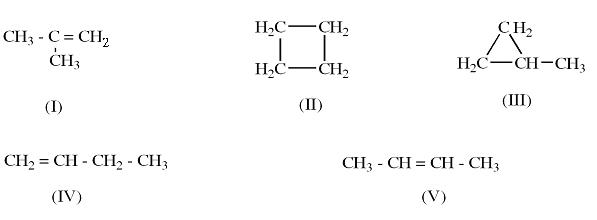 CH₃ - C = CH₂
CH₃
(I)
H₂C — CH₂
H₂C — CH₂
(II)
CH₂
H₂C — CH — CH₃
(III)
CH₂ = CH - CH₂ - CH₃
(IV)
CH₃ - CH = CH - CH₃
(V)